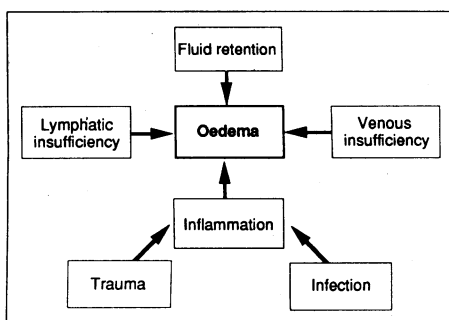 Fluid retention
Lymphatic
insufficiency
Oedema
Venous
insufficiency
Inflammation
Trauma
Infection